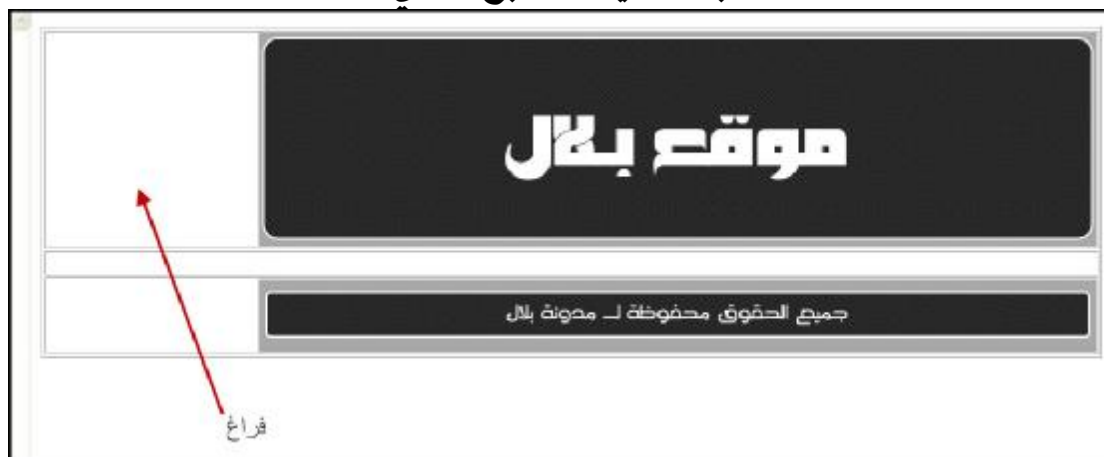 موقع بلال
جميع الحقوق محفوظة لـ مدونة بلال
فراغ